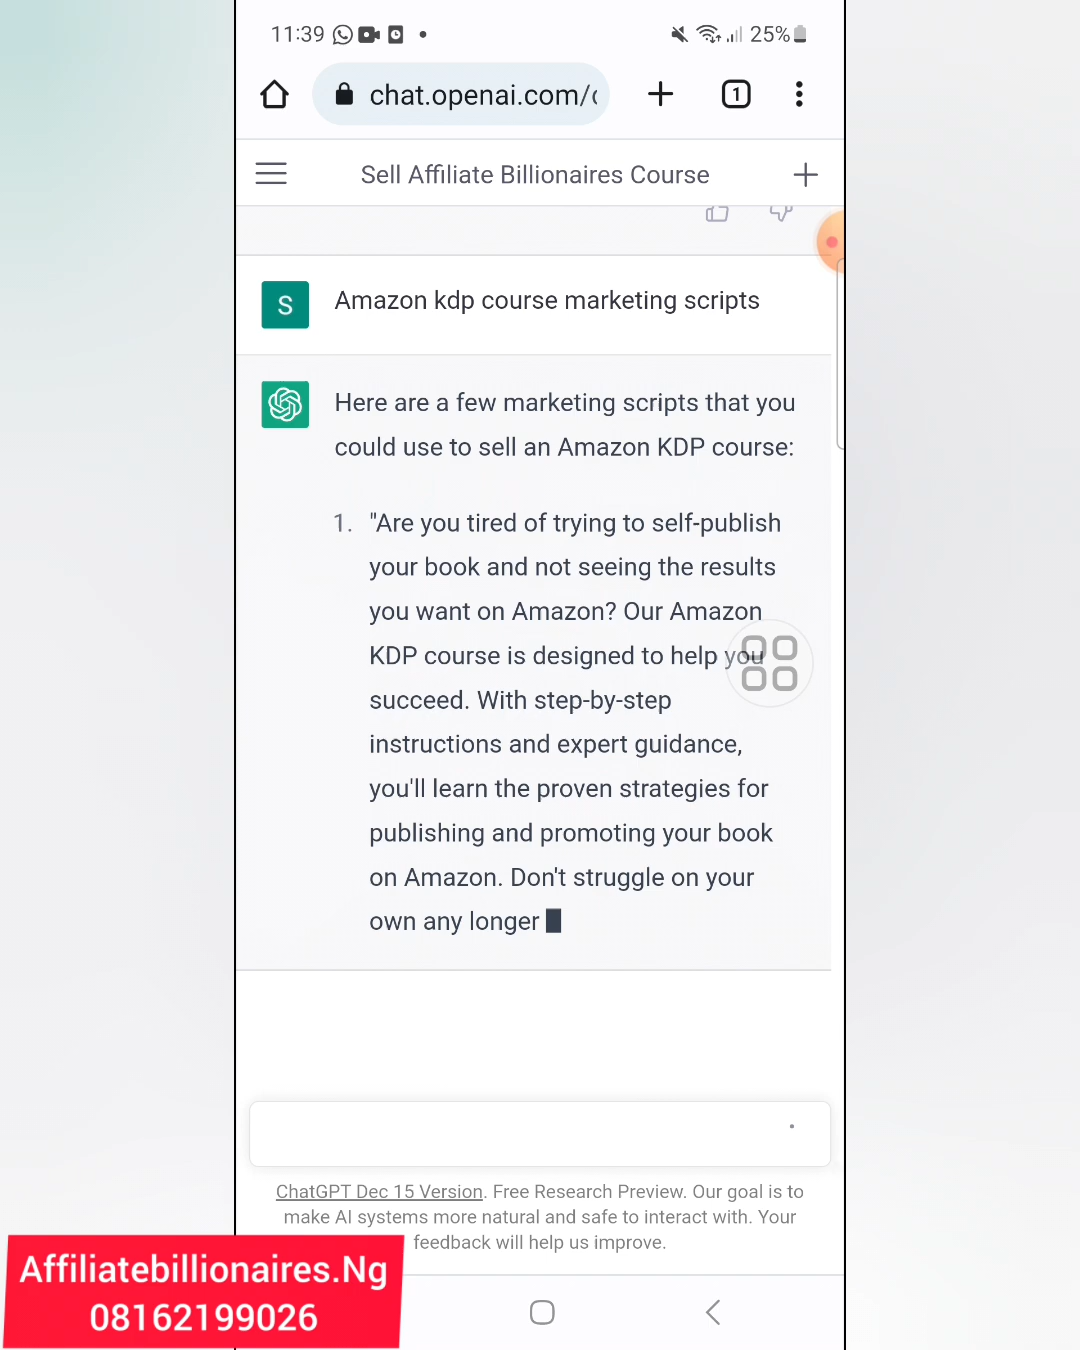 11:39
25%
chat.openai.com/c
1
Sell Affiliate Billionaires Course
S
Amazon kdp course marketing scripts
Here are a few marketing scripts that you
could use to sell an Amazon KDP course:
1. "Are you tired of trying to self-publish
your book and not seeing the results
you want on Amazon? Our Amazon
KDP course is designed to help you
succeed. With step-by-step
instructions and expert guidance,
you'll learn the proven strategies for
publishing and promoting your book
on Amazon. Don't struggle on your
own any longer
ChatGPT Dec 15 Version. Free Research Preview. Our goal is to
make AI systems more natural and safe to interact with. Your
feedback will help us improve.
Affiliatebillionaires.Ng
08162199026